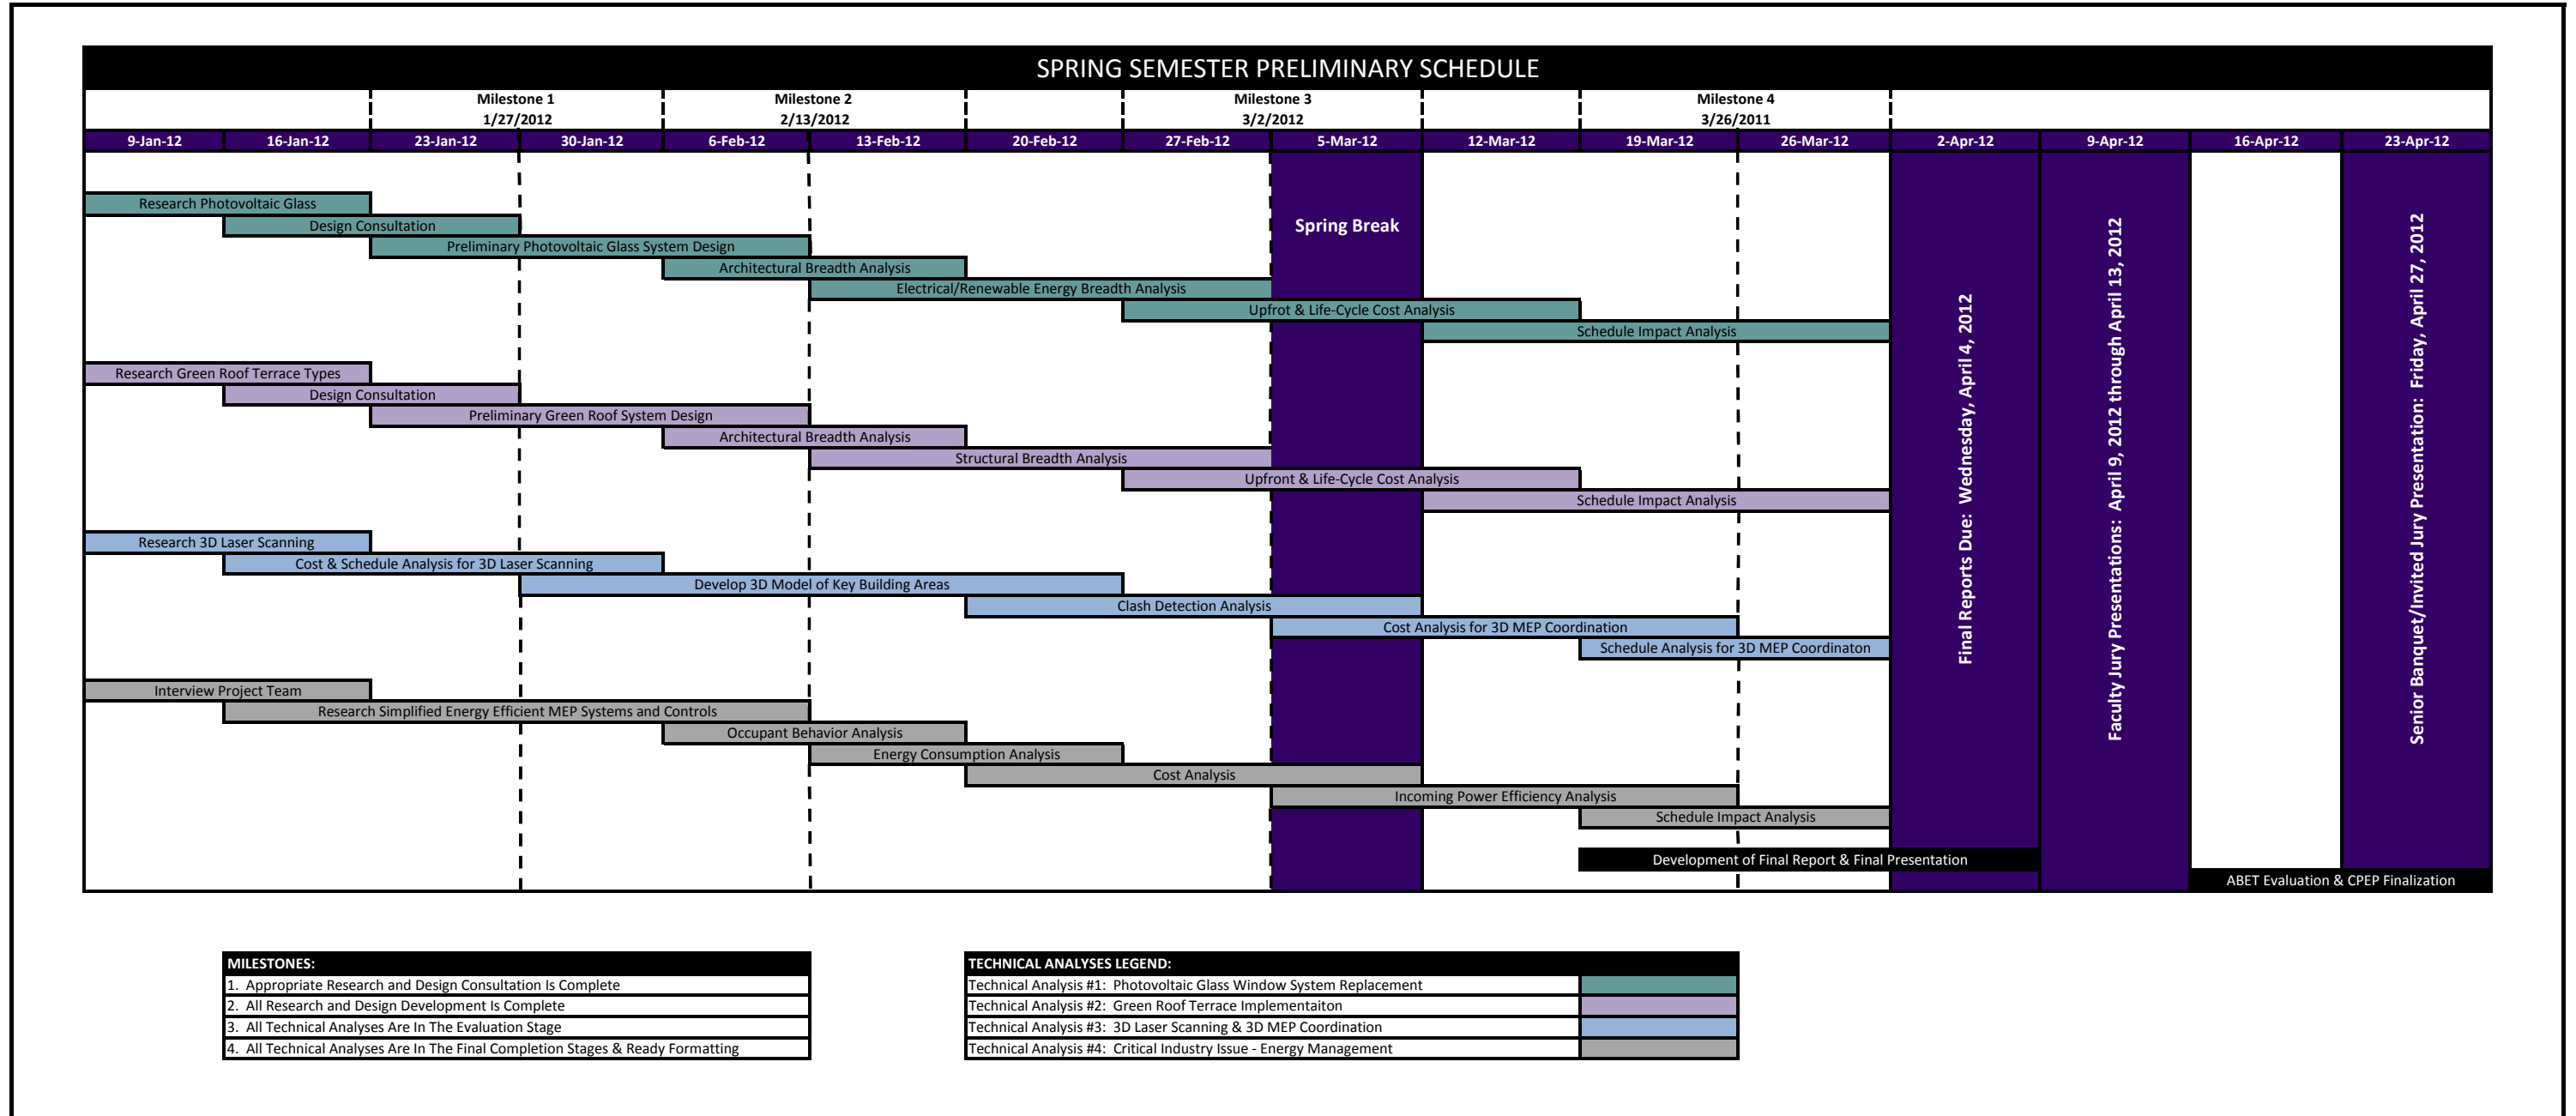 SPRING SEMESTER PRELIMINARY SCHEDULE
Milestone 1
1/27/2012
Milestone 2
2/13/2012
Milestone 3
3/2/2012
Milestone 4
3/26/2011
9-Jan-12 16-Jan-12 23-Jan-12 30-Jan-12 6-Feb-12 13-Feb-12 20-Feb-12 27-Feb-12 5-Mar-12 12-Mar-12 19-Mar-12 26-Mar-12 2-Apr-12 9-Apr-12 16-Apr-12 23-Apr-12
Research Photovoltaic Glass
Design Consultation
Preliminary Photovoltaic Glass System Design
Architectural Breadth Analysis
Electrical/Renewable Energy Breadth Analysis
Upfrot & Life-Cycle Cost Analysis
Schedule Impact Analysis
Spring Break
Research Green Roof Terrace Types
Design Consultation
Preliminary Green Roof System Design
Architectural Breadth Analysis
Structural Breadth Analysis
Upfront & Life-Cycle Cost Analysis
Schedule Impact Analysis
Research 3D Laser Scanning
Cost & Schedule Analysis for 3D Laser Scanning
Develop 3D Model of Key Building Areas
Clash Detection Analysis
Cost Analysis for 3D MEP Coordination
Schedule Analysis for 3D MEP Coordinaton
Interview Project Team
Research Simplified Energy Efficient MEP Systems and Controls
Occupant Behavior Analysis
Energy Consumption Analysis
Cost Analysis
Incoming Power Efficiency Analysis
Schedule Impact Analysis
Development of Final Report & Final Presentation
ABET Evaluation & CPEP Finalization
Final Reports Due: Wednesday, April 4, 2012
Faculty Jury Presentations: April 9, 2012 through April 13, 2012
Senior Banquet/Invited Jury Presentation: Friday, April 27, 2012
MILESTONES:
1. Appropriate Research and Design Consultation Is Complete
2. All Research and Design Development Is Complete
3. All Technical Analyses Are In The Evaluation Stage
4. All Technical Analyses Are In The Final Completion Stages & Ready Formatting
TECHNICAL ANALYSES LEGEND:
Technical Analysis #1: Photovoltaic Glass Window System Replacement
Technical Analysis #2: Green Roof Terrace Implementaiton
Technical Analysis #3: 3D Laser Scanning & 3D MEP Coordination
Technical Analysis #4: Critical Industry Issue - Energy Management